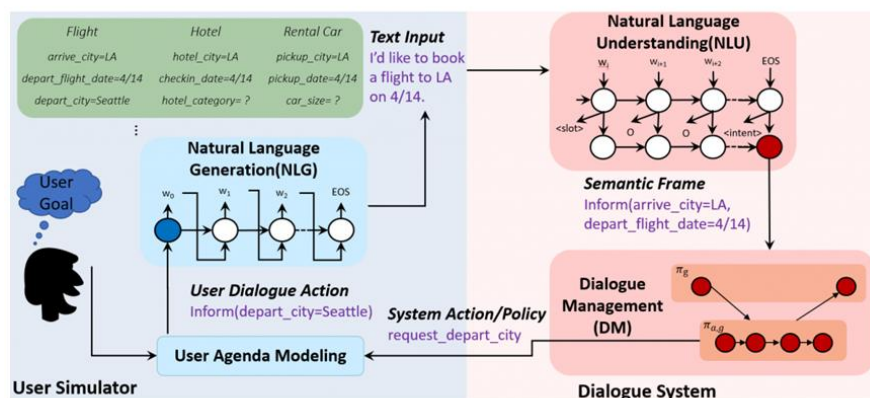 Flight
Hotel
Rental Car
arrive_city=LA
hotel_city=LA
pickup_city=LA
depart_flight_date=4/14
checkin_date=4/14
pickup_date=4/14
depart_city=Seattle
hotel_category= ?
car_size= ?
⋮
Text Input
I'd like to book
a flight to LA
on 4/14.
Natural Language
Understanding(NLU)
wᵢ
wᵢ₊₁
wᵢ₊₂
EOS
<slot>
O
O
<intent>
Natural Language
Generation(NLG)
w₀
w₁
w₂
EOS
User
Goal
Semantic Frame
Inform(arrive_city=LA,
depart_flight_date=4/14)
User Dialogue Action
Inform(depart_city=Seattle)
System Action/Policy
request_depart_city
Dialogue
Management
(DM)
π_g
π_{a,g}
User Agenda Modeling
User Simulator
Dialogue System